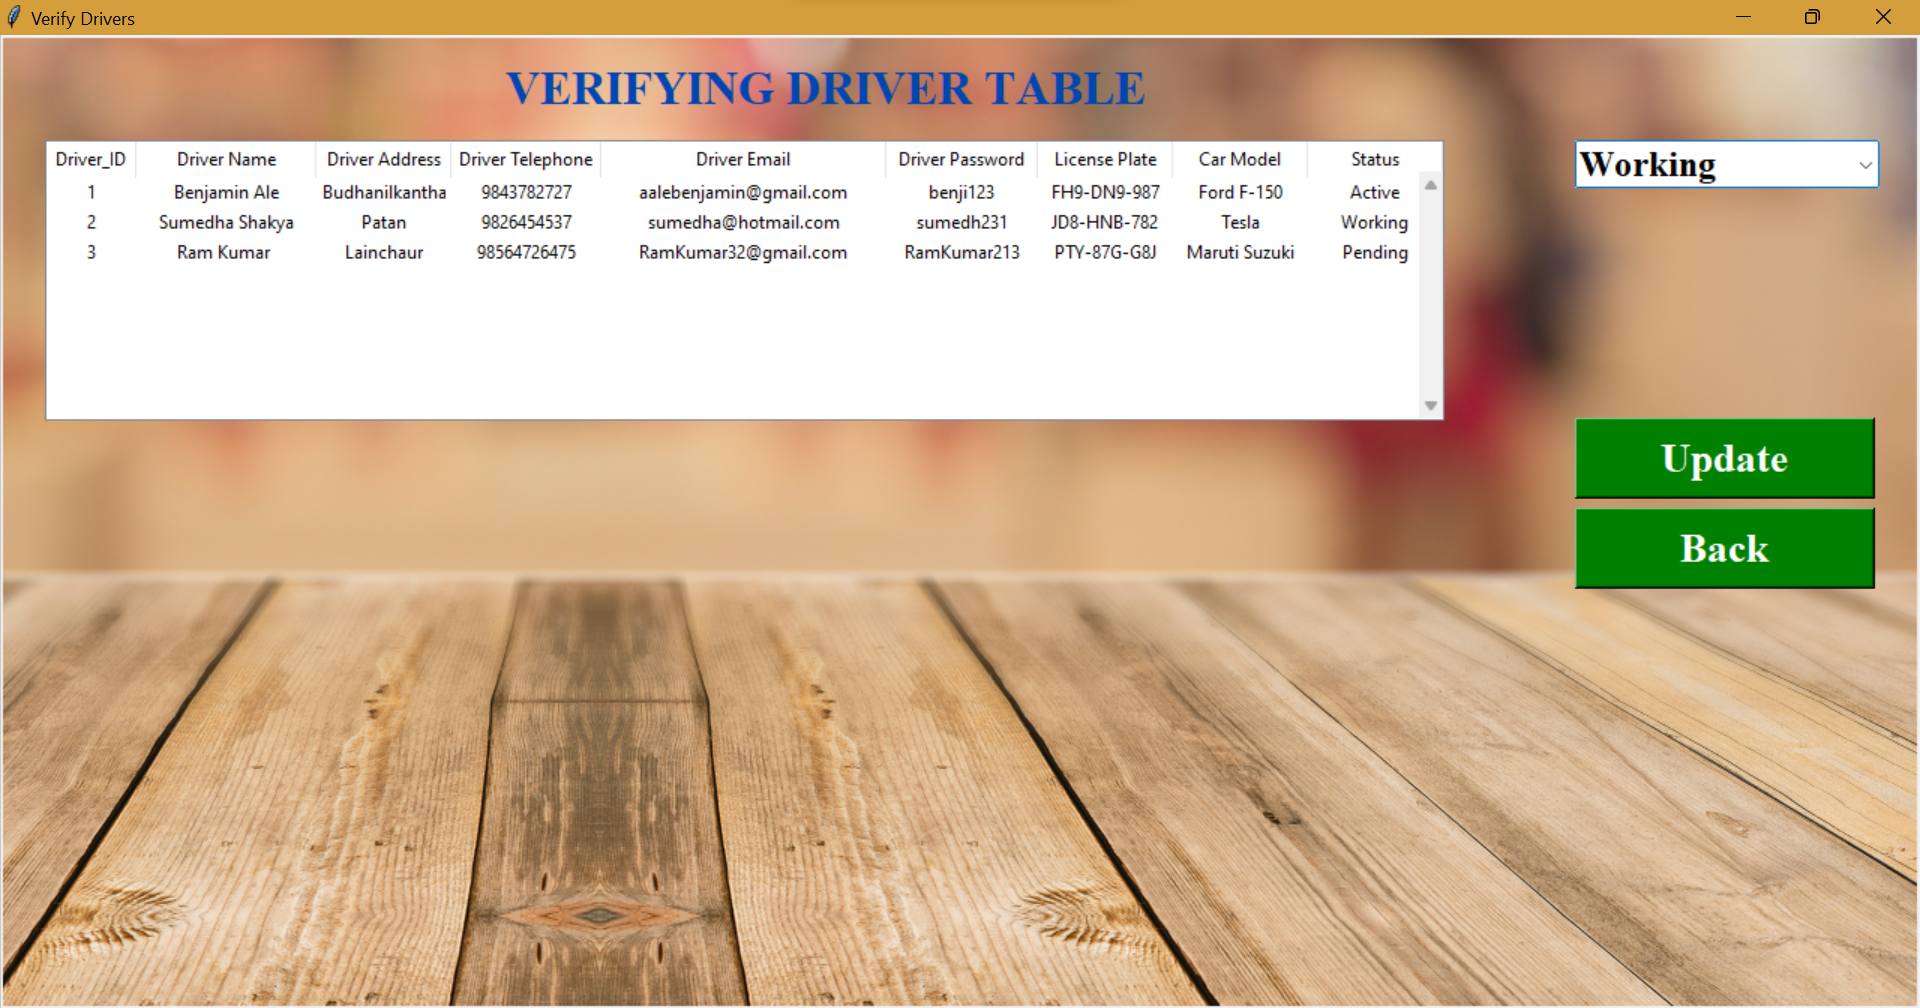 Verify Drivers
VERIFYING DRIVER TABLE
Driver_ID Driver Name Driver Address Driver Telephone Driver Email Driver Password License Plate Car Model Status
1 Benjamin Ale Budhanilkantha 9843782727 aalebenjamin@gmail.com benji123 FH9-DN9-987 Ford F-150 Active
2 Sumedha Shakya Patan 9826454537 sumedha@hotmail.com sumedh231 JD8-HNB-782 Tesla Working
3 Ram Kumar Lainchaur 98564726475 RamKumar32@gmail.com RamKumar213 PTY-87G-G8J Maruti Suzuki Pending
Working
Update
Back